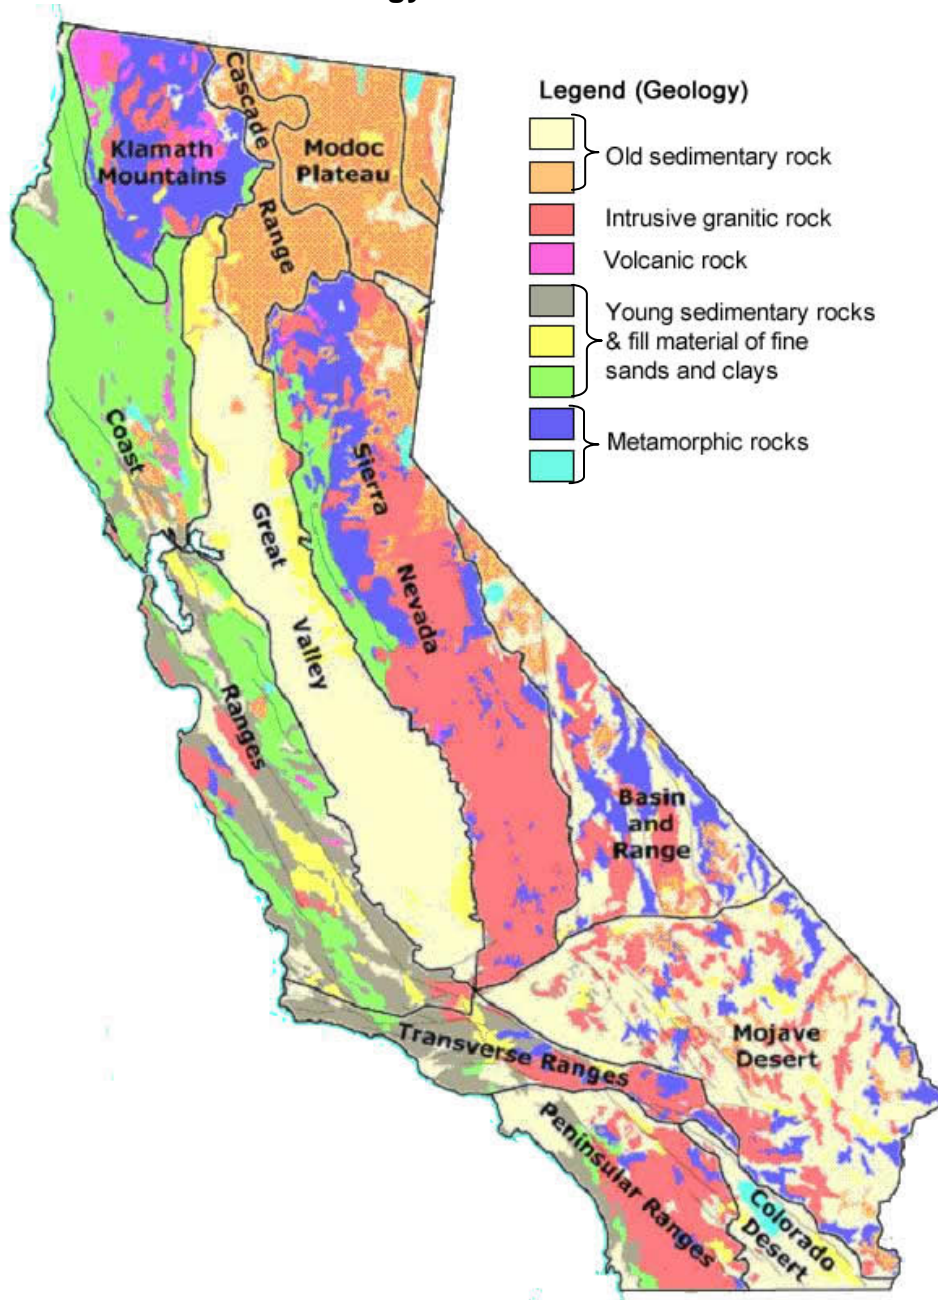 Legend (Geology)
Old sedimentary rock
Intrusive granitic rock
Volcanic rock
Young sedimentary rocks
& fill material of fine
sands and clays
Metamorphic rocks
Klamath
Mountains
Cascade
Range
Modoc
Plateau
Coast
Ranges
Great
Valley
Sierra
Nevada
Basin
and
Range
Mojave
Desert
Transverse Ranges
Peninsular Ranges
Colorado
Desert